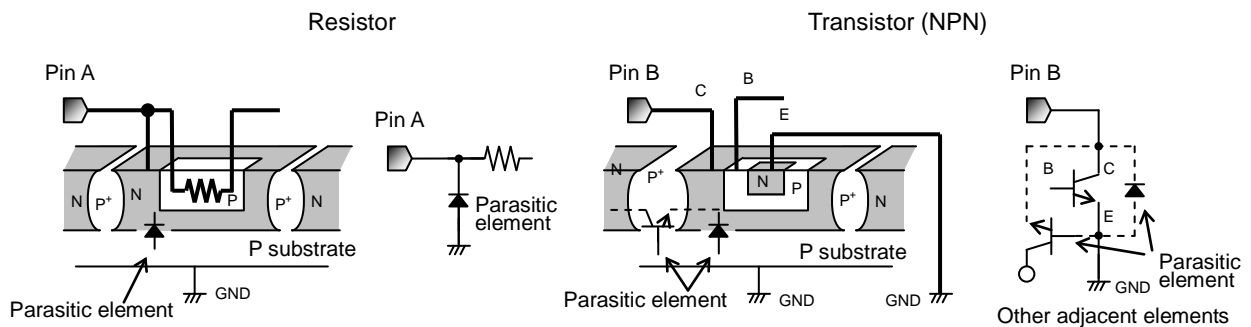 Resistor
Transistor (NPN)
Pin A
Pin B
B
C
E
Pin B
Pin A
N
P+
N
P
P+
N
Parasitic
element
N
P+
N
P
P+
N
B
C
E
P substrate
P substrate
GND
Parasitic element
GND
Parasitic element
GND
GND
Parasitic
element
Other adjacent elements